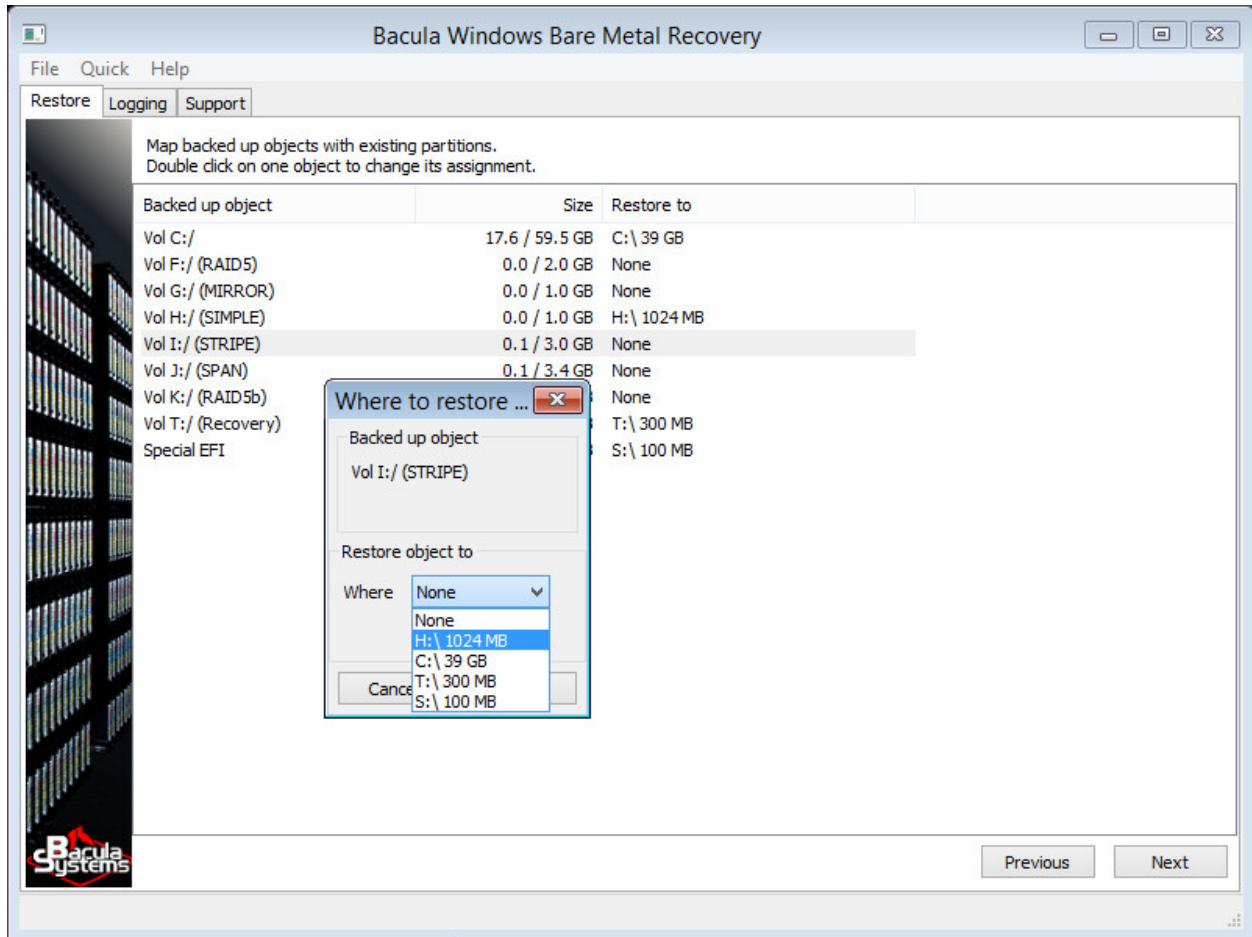 Bacula Windows Bare Metal Recovery
File Quick Help
Restore Logging Support
Map backed up objects with existing partitions.
Double click on one object to change its assignment.
Backed up object Size Restore to
Vol C:/ 17.6 / 59.5 GB C:\ 39 GB
Vol F:/ (RAID5) 0.0 / 2.0 GB None
Vol G:/ (MIRROR) 0.0 / 1.0 GB None
Vol H:/ (SIMPLE) 0.0 / 1.0 GB H:\ 1024 MB
Vol I:/ (STRIPE) 0.1 / 3.0 GB None
Vol J:/ (SPAN) 0.1 / 3.4 GB None
Vol K:/ (RAID5b) None
Vol T:/ (Recovery) T:\ 300 MB
Special EFI S:\ 100 MB
Where to restore ...
Backed up object
Vol I:/ (STRIPE)
Restore object to
Where None
None
H:\ 1024 MB
C:\ 39 GB
T:\ 300 MB
S:\ 100 MB
Bacula
Systems
Previous Next